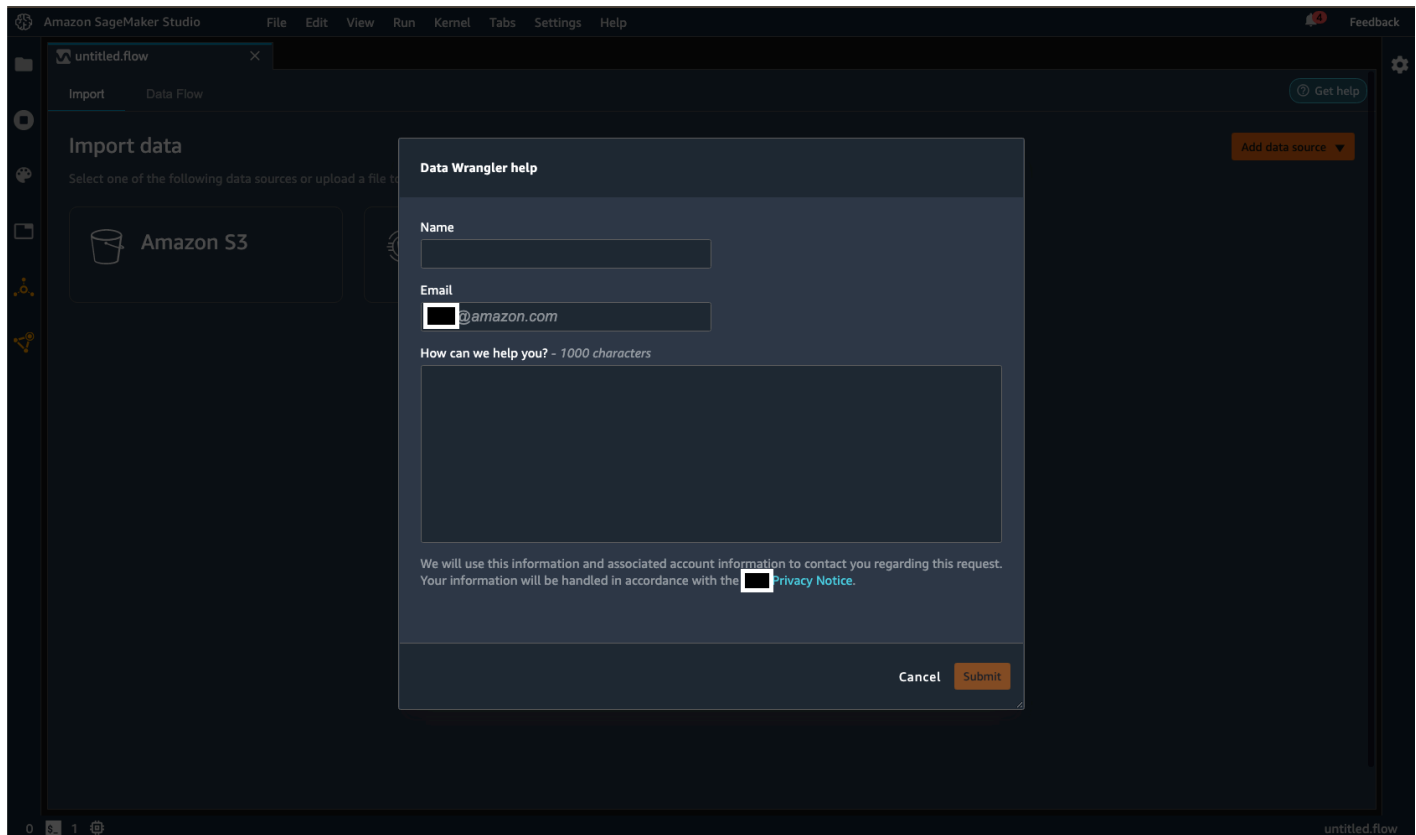 Amazon SageMaker Studio File Edit View Run Kernel Tabs Settings Help 4 Feedback
untitled.flow
Import Data Flow Get help
Import data Add data source
Select one of the following data sources or upload a file to
Amazon S3
Data Wrangler help
Name
Email
@amazon.com
How can we help you? - 1000 characters
We will use this information and associated account information to contact you regarding this request.
Your information will be handled in accordance with the Privacy Notice.
Cancel Submit
0 $_ 1 untitled.flow